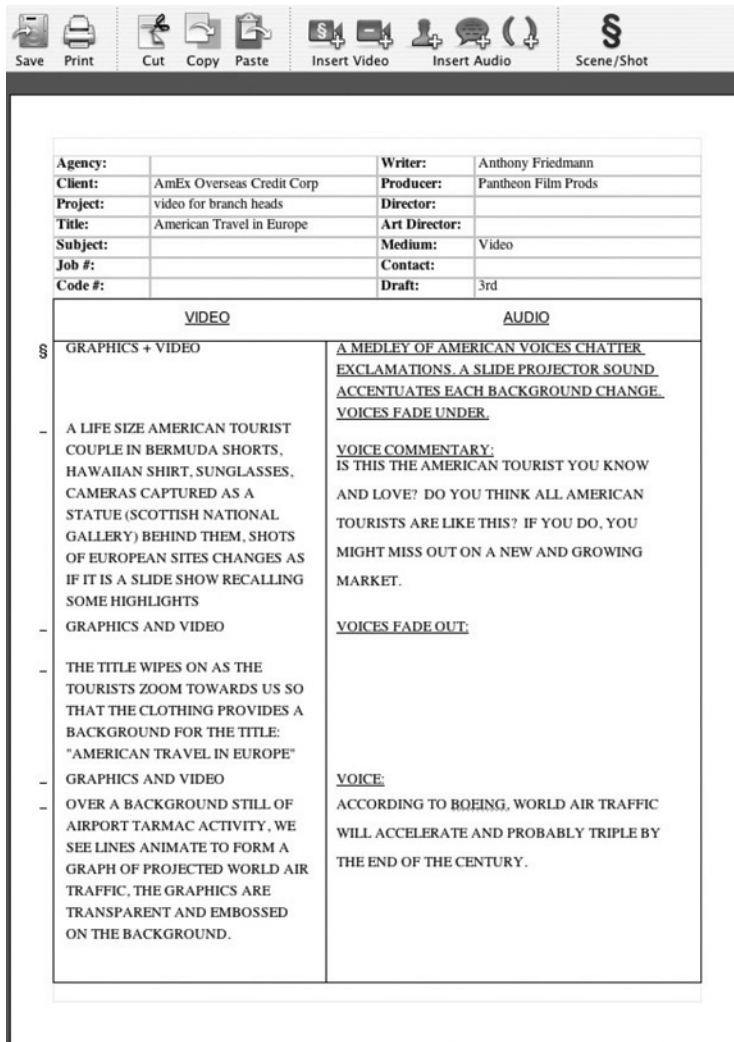 Save Print Cut Copy Paste Insert Video Insert Audio Scene/Shot
§
Agency: Writer: Anthony Friedmann
Client: AmEx Overseas Credit Corp Producer: Pantheon Film Prods
Project: video for branch heads Director:
Title: American Travel in Europe Art Director:
Subject: Medium: Video
Job #: Contact:
Code #: Draft: 3rd
VIDEO
§ GRAPHICS + VIDEO
A LIFE SIZE AMERICAN TOURIST
COUPLE IN BERMUDA SHORTS,
HAWAIIAN SHIRT, SUNGLASSES,
CAMERAS CAPTURED AS A
STATUE (SCOTTISH NATIONAL
GALLERY) BEHIND THEM, SHOTS
OF EUROPEAN SITES CHANGES AS
IF IT IS A SLIDE SHOW RECALLING
SOME HIGHLIGHTS
GRAPHICS AND VIDEO
THE TITLE WIPES ON AS THE
TOURISTS ZOOM TOWARDS US SO
THAT THE CLOTHING PROVIDES A
BACKGROUND FOR THE TITLE:
"AMERICAN TRAVEL IN EUROPE"
GRAPHICS AND VIDEO
OVER A BACKGROUND STILL OF
AIRPORT TARMAC ACTIVITY, WE
SEE LINES ANIMATE TO FORM A
GRAPH OF PROJECTED WORLD AIR
TRAFFIC, THE GRAPHICS ARE
TRANSPARENT AND EMBOSSED
ON THE BACKGROUND.
AUDIO
A MEDLEY OF AMERICAN VOICES CHATTER
EXCLAMATIONS. A SLIDE PROJECTOR SOUND
ACCENTUATES EACH BACKGROUND CHANGE.
VOICES FADE UNDER.
VOICE COMMENTARY:
IS THIS THE AMERICAN TOURIST YOU KNOW
AND LOVE? DO YOU THINK ALL AMERICAN
TOURISTS ARE LIKE THIS? IF YOU DO, YOU
MIGHT MISS OUT ON A NEW AND GROWING
MARKET.
VOICES FADE OUT:
VOICE:
ACCORDING TO BOEING, WORLD AIR TRAFFIC
WILL ACCELERATE AND PROBABLY TRIPLE BY
THE END OF THE CENTURY.